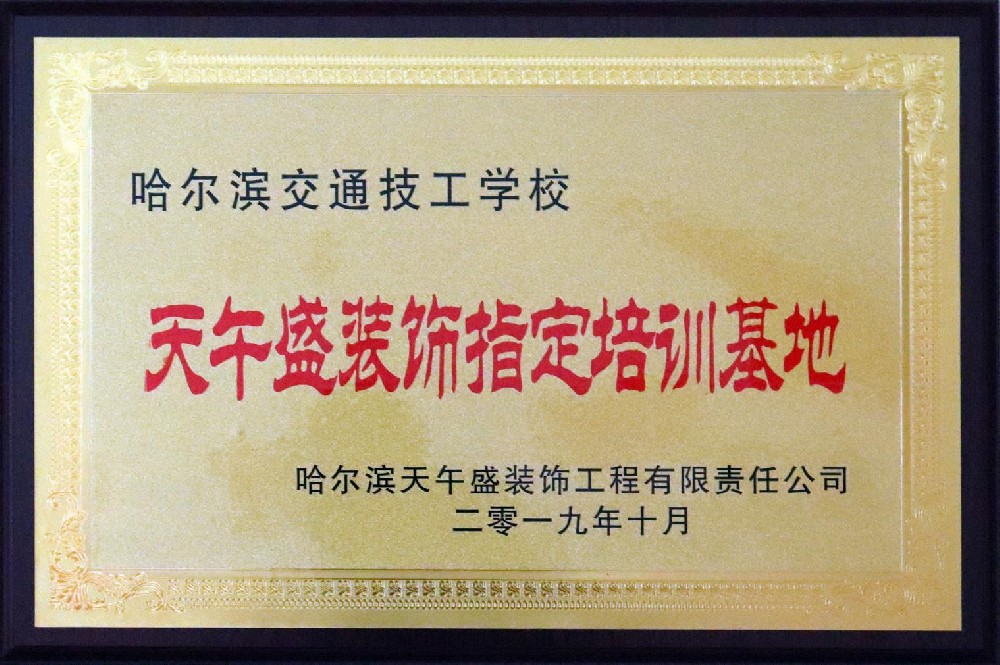 哈尔滨交通技工学校
天午盛装饰指定培训基地
哈尔滨天午盛装饰工程有限责任公司
二零一九年十月